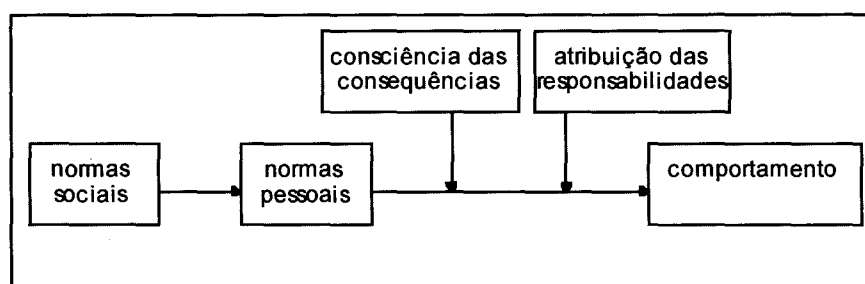 consciência das
consequências
atribuição das
responsabilidades
normas
sociais
normas
pessoais
comportamento